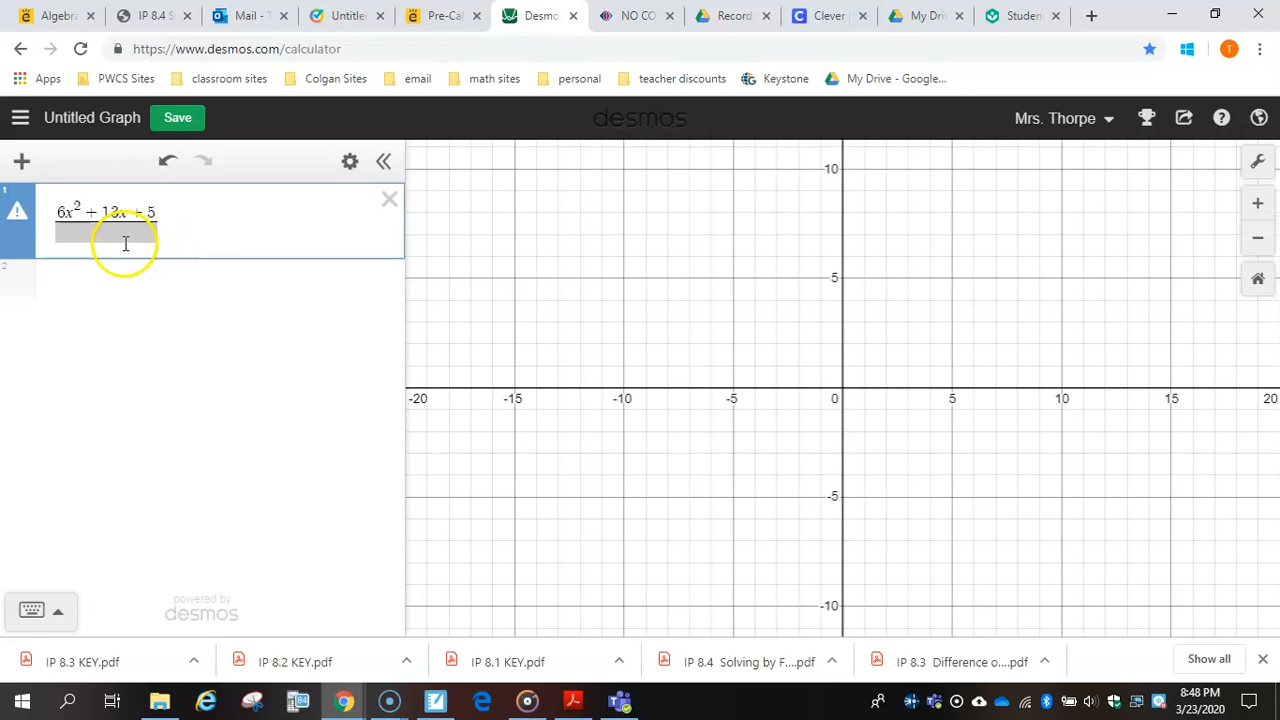 Algebra
IP 8.4 S
Mail - T
Untitle
Pre-Cal
Desmo
NO CO
Record
Clever |
My Driv
Studen
https://www.desmos.com/calculator
Apps
PWCS Sites
classroom sites
Colgan Sites
email
math sites
personal
teacher discounts
Keystone
My Drive - Google...
Untitled Graph
Save
desmos
Mrs. Thorpe
1
6x² + 13x + 5
2
10
5
-20
-15
-10
-5
0
5
10
15
20
-5
-10
powered by
desmos
IP 8.3 KEY.pdf
IP 8.2 KEY.pdf
IP 8.1 KEY.pdf
IP 8.4 Solving by F....pdf
IP 8.3 Difference o....pdf
Show all
8:48 PM
3/23/2020